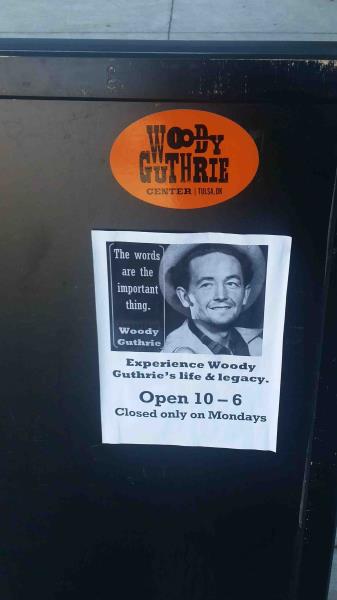 WOODY
GUTHRIE
CENTER | TULSA, OK
The words
are the
important
thing.
Woody
Guthrie
Experience Woody
Guthrie's life & legacy.
Open 10 – 6
Closed only on Mondays